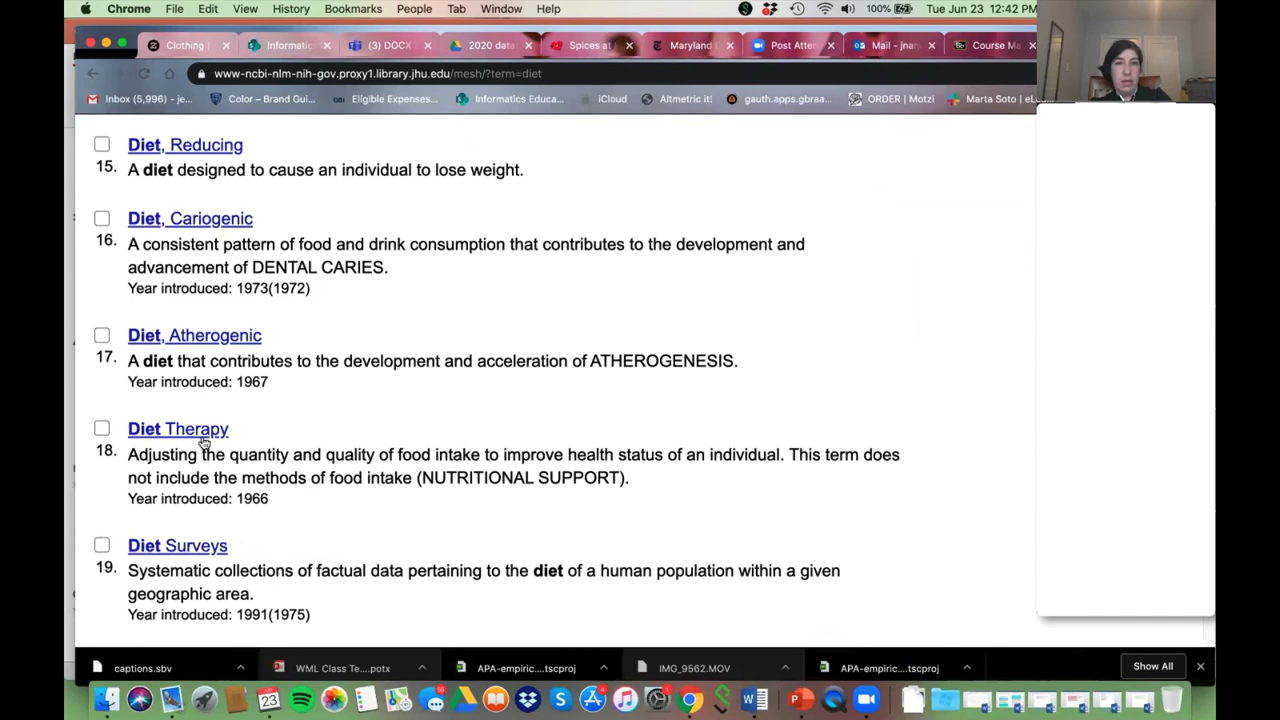 Chrome File Edit View History Bookmarks People Tab Window Help 100% Tue Jun 23 12:42 PM
Clothing Informatic (3) DOCX 2020 data Spices at Maryland Post Atten Mail - jnan Course Ma
www-ncbi-nlm-nih-gov.proxy1.library.jhu.edu/mesh/?term=diet
Inbox (5,996) - je... Color – Brand Gui... Eligible Expenses... Informatics Educa... iCloud Altmetric it! gauth.apps.gbraa... ORDER | Motzi Marta Soto | eLo...
Diet, Reducing
15. A diet designed to cause an individual to lose weight.
Diet, Cariogenic
16. A consistent pattern of food and drink consumption that contributes to the development and
advancement of DENTAL CARIES.
Year introduced: 1973(1972)
Diet, Atherogenic
17. A diet that contributes to the development and acceleration of ATHEROGENESIS.
Year introduced: 1967
Diet Therapy
18. Adjusting the quantity and quality of food intake to improve health status of an individual. This term does
not include the methods of food intake (NUTRITIONAL SUPPORT).
Year introduced: 1966
Diet Surveys
19. Systematic collections of factual data pertaining to the diet of a human population within a given
geographic area.
Year introduced: 1991(1975)
captions.sbv WML Class Te....potx APA-empiric....tscproj IMG_9562.MOV APA-empiric....tscproj Show All